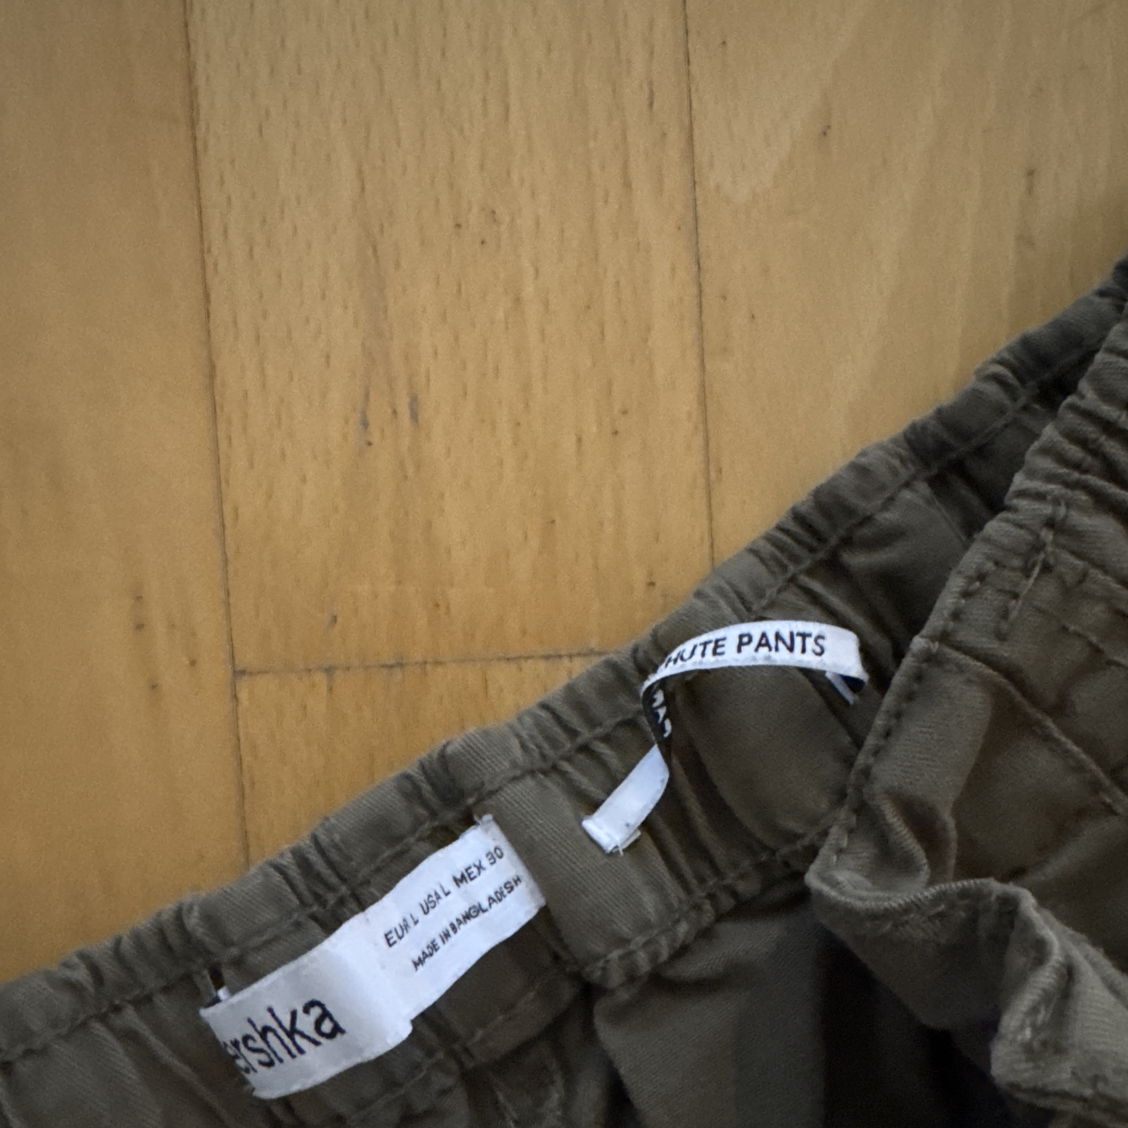 HUTE PANTS
EUR L USA L MEX 30
MADE IN BANGLADESH
ershka